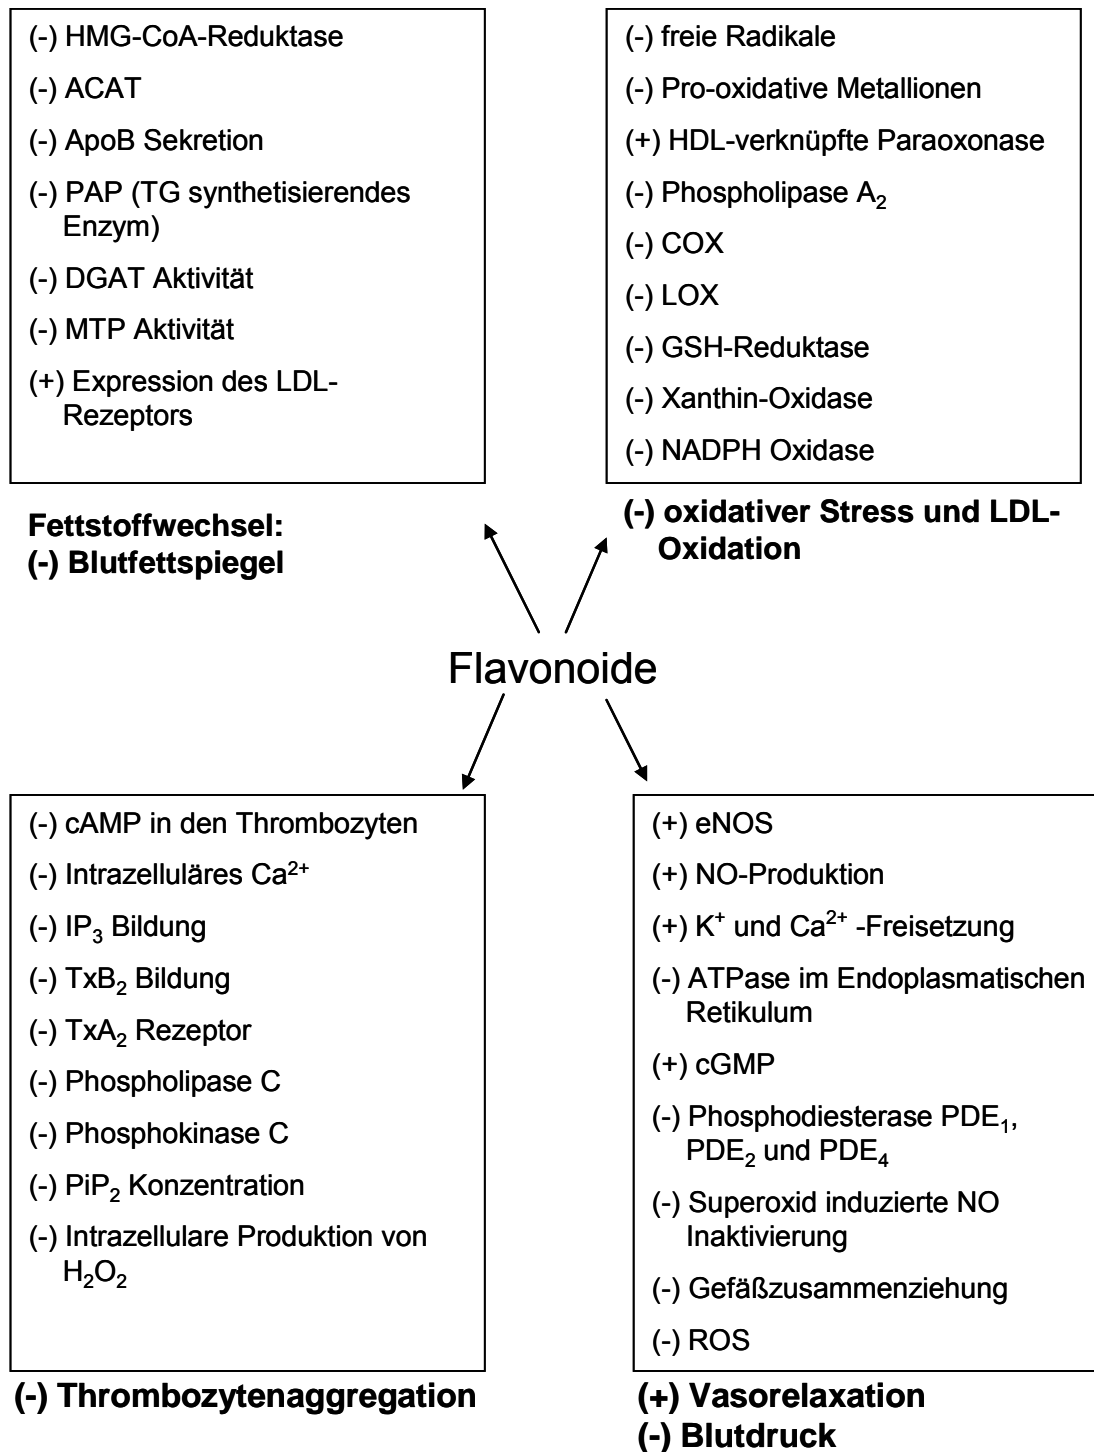 (-) HMG-CoA-Reduktase
(-) ACAT
(-) ApoB Sekretion
(-) PAP (TG synthetisierendes
Enzym)
(-) DGAT Aktivität
(-) MTP Aktivität
(+) Expression des LDL-
Rezeptors
Fettstoffwechsel:
(-) Blutfettspiegel
(-) freie Radikale
(-) Pro-oxidative Metallionen
(+) HDL-verknüpfte Paraoxonase
(-) Phospholipase A₂
(-) COX
(-) LOX
(-) GSH-Reduktase
(-) Xanthin-Oxidase
(-) NADPH Oxidase
(-) oxidativer Stress und LDL-
Oxidation
Flavonoide
(-) cAMP in den Thrombozyten
(-) Intrazelluläres Ca²⁺
(-) IP₃ Bildung
(-) TxB₂ Bildung
(-) TxA₂ Rezeptor
(-) Phospholipase C
(-) Phosphokinase C
(-) PiP₂ Konzentration
(-) Intrazellulare Produktion von
H₂O₂
(-) Thrombozytenaggregation
(+) eNOS
(+) NO-Produktion
(+) K⁺ und Ca²⁺ -Freisetzung
(-) ATPase im Endoplasmatischen
Retikulum
(+) cGMP
(-) Phosphodiesterase PDE₁,
PDE₂ und PDE₄
(-) Superoxid induzierte NO
Inaktivierung
(-) Gefäßzusammenziehung
(-) ROS
(+) Vasorelaxation
(-) Blutdruck